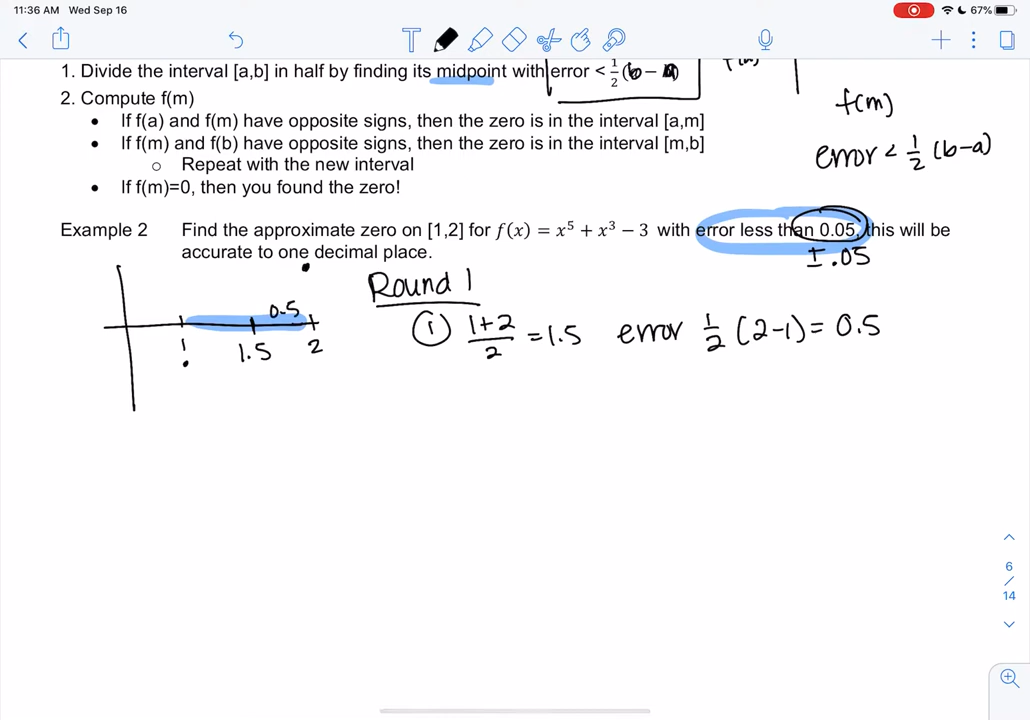 11:36 AM Wed Sep 16
67%
T
1. Divide the interval [a,b] in half by finding its midpoint with error < 1/2 (b − a)
f(m)
2. Compute f(m)
• If f(a) and f(m) have opposite signs, then the zero is in the interval [a,m]
• If f(m) and f(b) have opposite signs, then the zero is in the interval [m,b]
error < 1/2 (b-a)
o Repeat with the new interval
• If f(m)=0, then you found the zero!
Example 2 Find the approximate zero on [1,2] for f(x) = x⁵ + x³ − 3 with error less than 0.05, this will be
accurate to one decimal place.
± .05
Round 1
0.5
① 1+2/2 = 1.5 error 1/2 (2-1) = 0.5
1 1.5 2
6
/
14